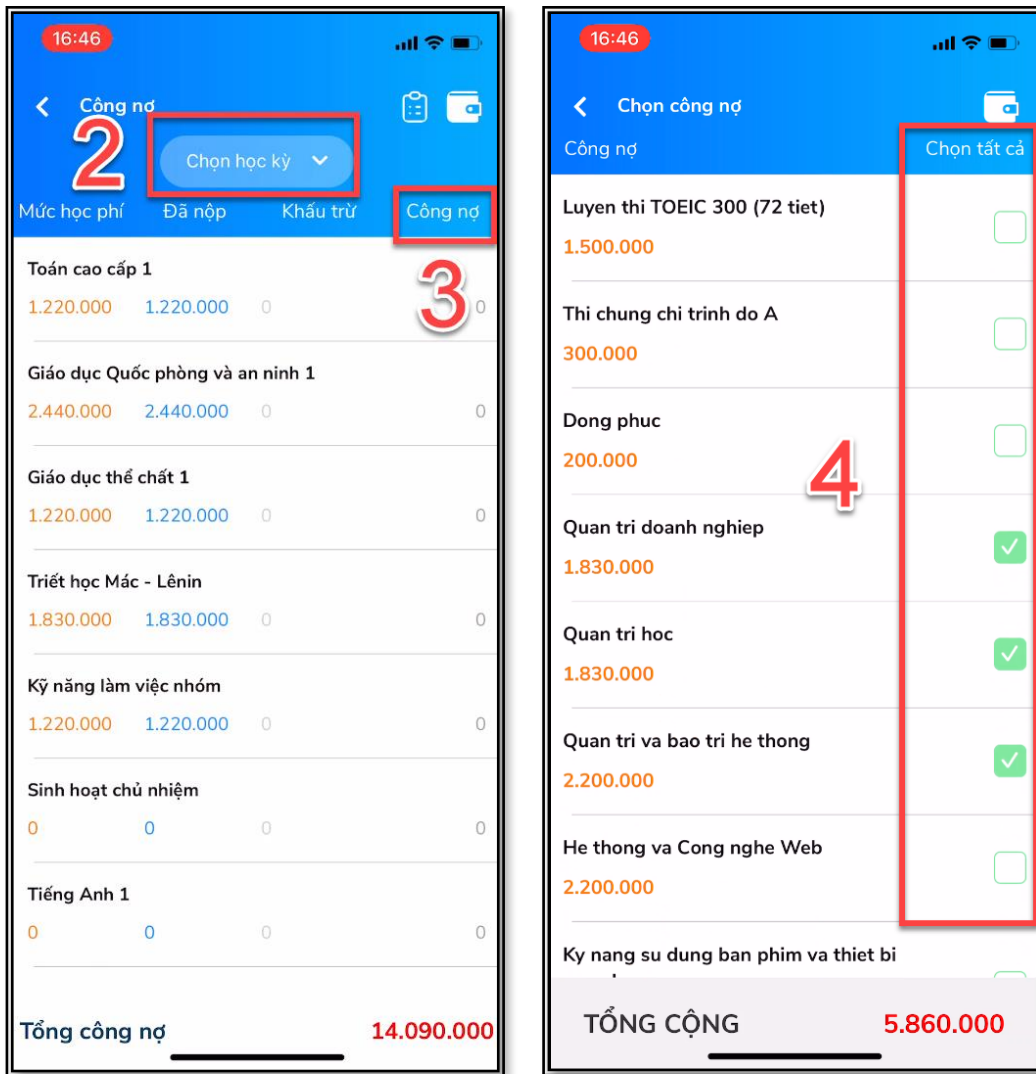 16:46
Công nợ
2
Chọn học kỳ
Mức học phí Đã nộp Khấu trừ Công nợ
3
Toán cao cấp 1
1.220.000 1.220.000 0 0
Giáo dục Quốc phòng và an ninh 1
2.440.000 2.440.000 0 0
Giáo dục thể chất 1
1.220.000 1.220.000 0 0
Triết học Mác - Lênin
1.830.000 1.830.000 0 0
Kỹ năng làm việc nhóm
1.220.000 1.220.000 0 0
Sinh hoạt chủ nhiệm
0 0 0 0
Tiếng Anh 1
0 0 0 0
Tổng công nợ 14.090.000
16:46
Chọn công nợ
Công nợ Chọn tất cả
Luyen thi TOEIC 300 (72 tiet)
1.500.000
Thi chung chi trinh do A
300.000
Dong phuc
200.000
4
Quan tri doanh nghiep
1.830.000
Quan tri hoc
1.830.000
Quan tri va bao tri he thong
2.200.000
He thong va Cong nghe Web
2.200.000
Ky nang su dung ban phim va thiet bi
TỔNG CỘNG 5.860.000